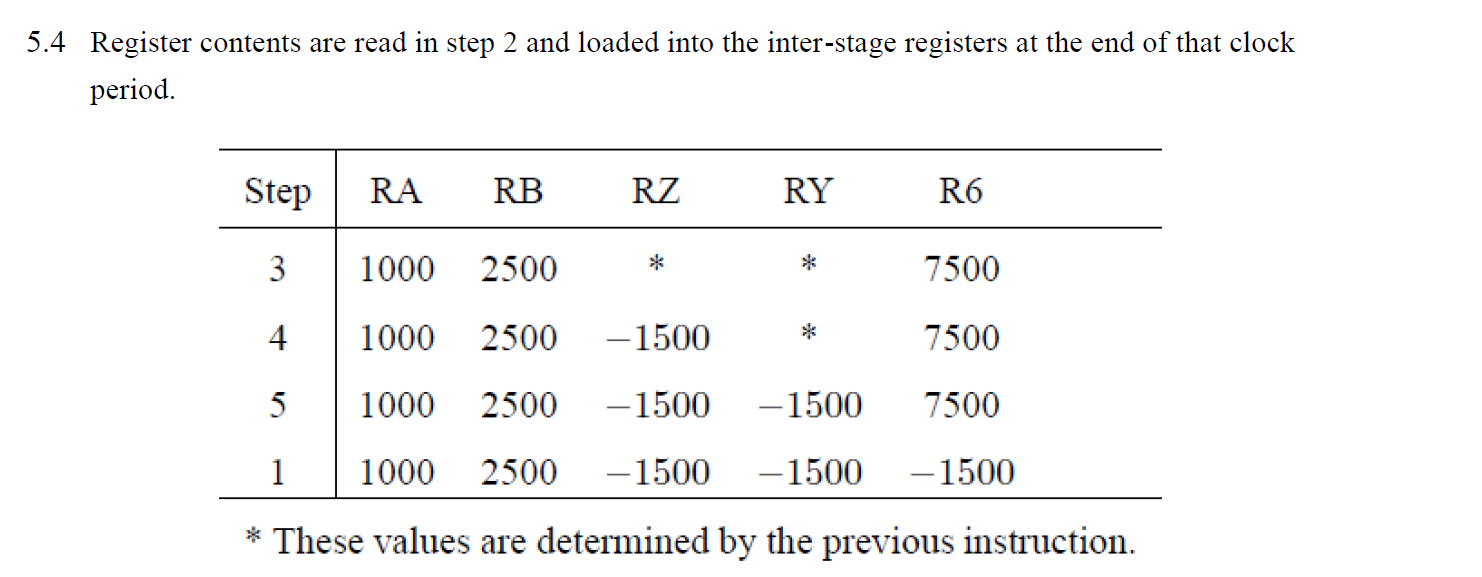 5.4 Register contents are read in step 2 and loaded into the inter-stage registers at the end of that clock
period.
Step RA RB RZ RY R6
3 1000 2500 * * 7500
4 1000 2500 −1500 * 7500
5 1000 2500 −1500 −1500 7500
1 1000 2500 −1500 −1500 −1500
* These values are determined by the previous instruction.